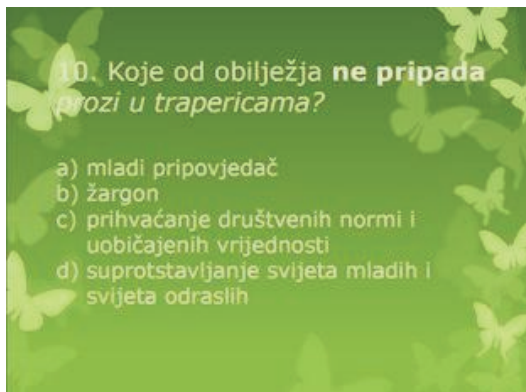 10. Koje od obilježja ne pripada
prozi u trapericama?
a) mladi pripovjedač
b) žargon
c) prihvaćanje društvenih normi i
uobičajenih vrijednosti
d) suprotstavljanje svijeta mladih i
svijeta odraslih